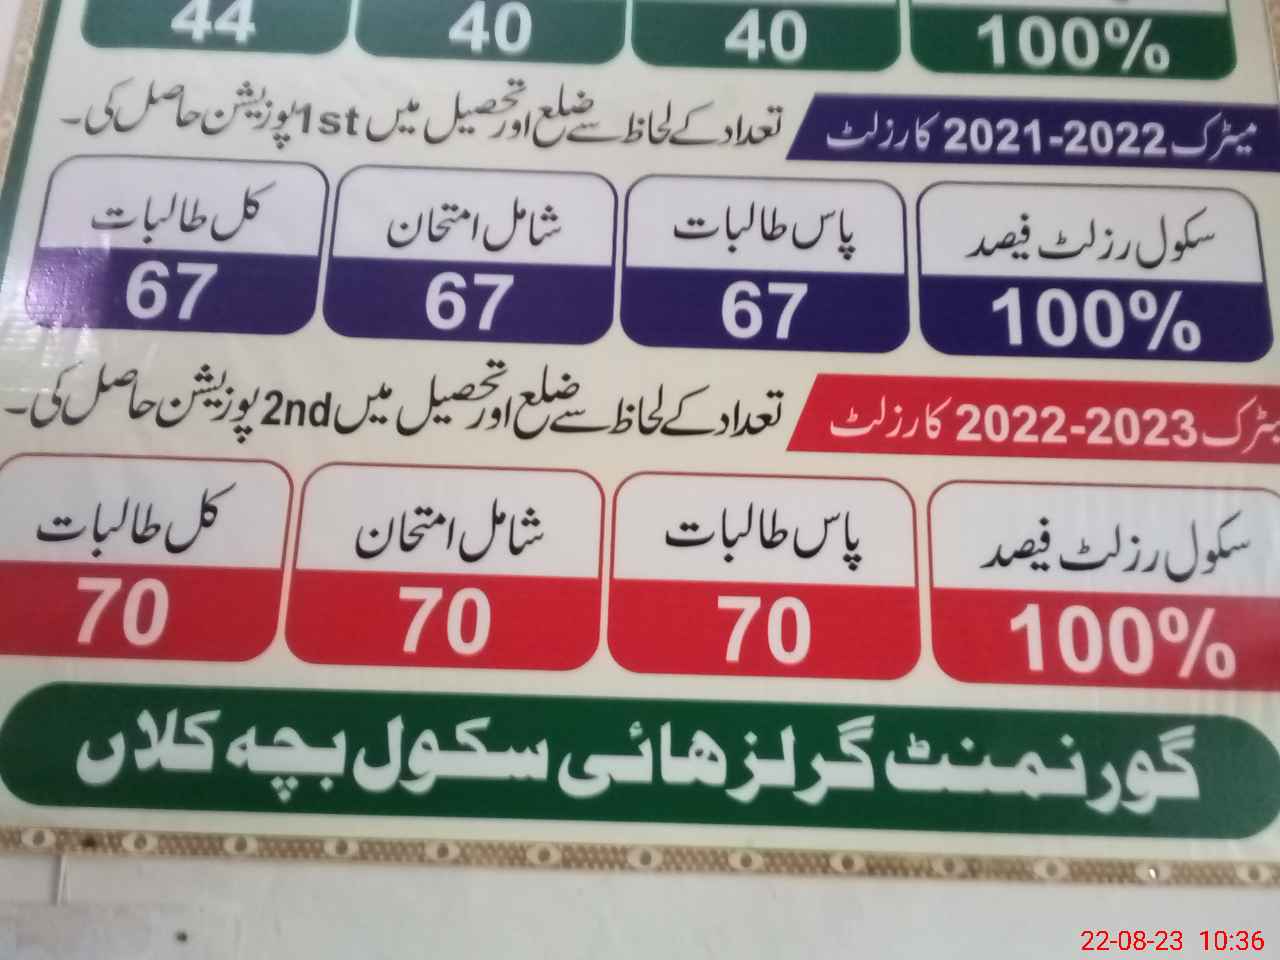 100% 40 40 44
میٹرک 2022-2021 کا رزلٹ تعداد کے لحاظ سے ضلع اور تحصیل میں 1st پوزیشن حاصل کی۔
سکول رزلٹ فیصد پاس طالبات شامل امتحان کل طالبات
100% 67 67 67
میٹرک 2023-2022 کا رزلٹ تعداد کے لحاظ سے ضلع اور تحصیل میں 2nd پوزیشن حاصل کی۔
سکول رزلٹ فیصد پاس طالبات شامل امتحان کل طالبات
100% 70 70 70
گورنمنٹ گرلز ھائی سکول بچہ کلاں
22-08-23 10:36